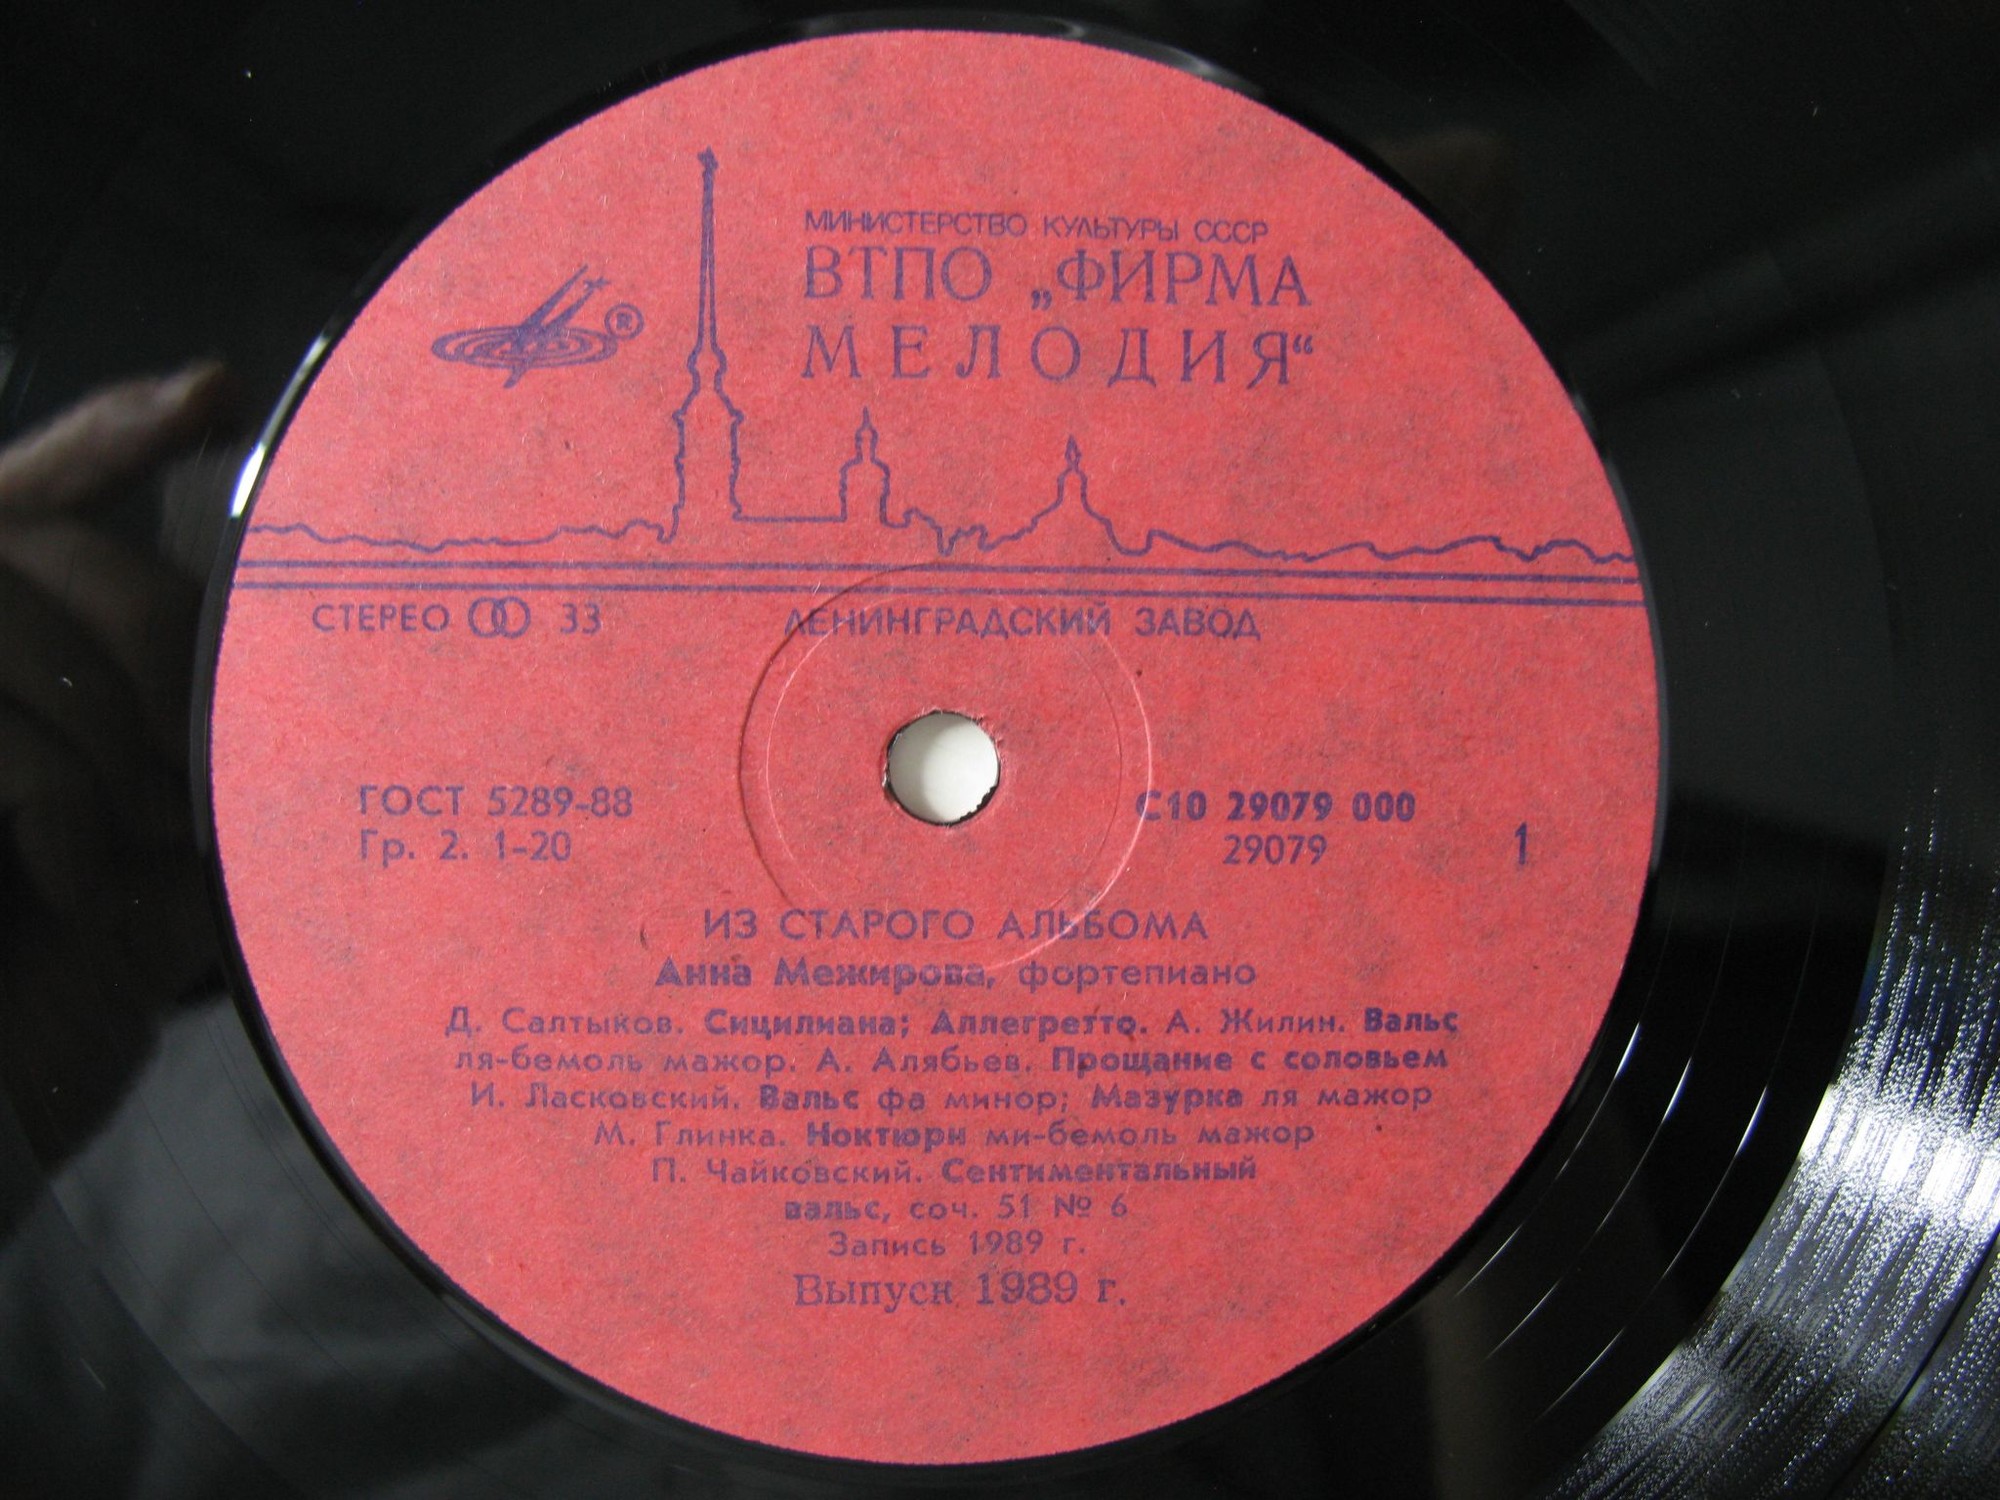 МИНИСТЕРСТВО КУЛЬТУРЫ СССР
ВТПО „ФИРМА
МЕЛОДИЯ“
®
СТЕРЕО 33
ЛЕНИНГРАДСКИЙ ЗАВОД
ГОСТ 5289-88
Гр. 2. 1-20
С10 29079 000
29079
1
ИЗ СТАРОГО АЛЬБОМА
Анна Межирова, фортепиано
Д. Салтыков. Сицилиана; Аллегретто. А. Жилин. Вальс
ля-бемоль мажор. А. Алябьев. Прощание с соловьем
И. Ласковский. Вальс фа минор; Мазурка ля мажор
М. Глинка. Ноктюрн ми-бемоль мажор
П. Чайковский. Сентиментальный
вальс, соч. 51 № 6
Запись 1989 г.
Выпуск 1989 г.